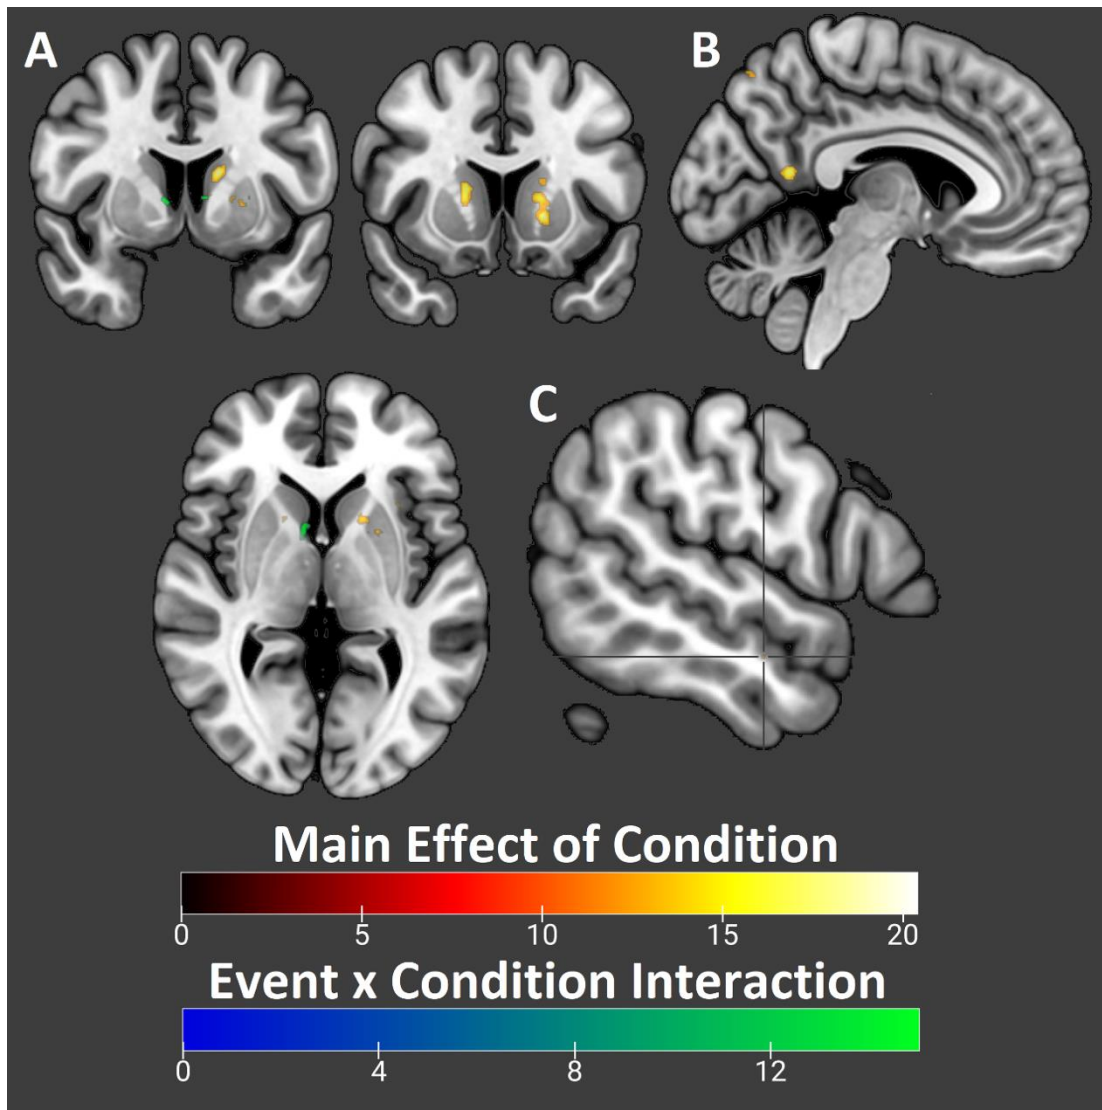 A
B
C
Main Effect of Condition
0 5 10 15 20
Event x Condition Interaction
0 4 8 12